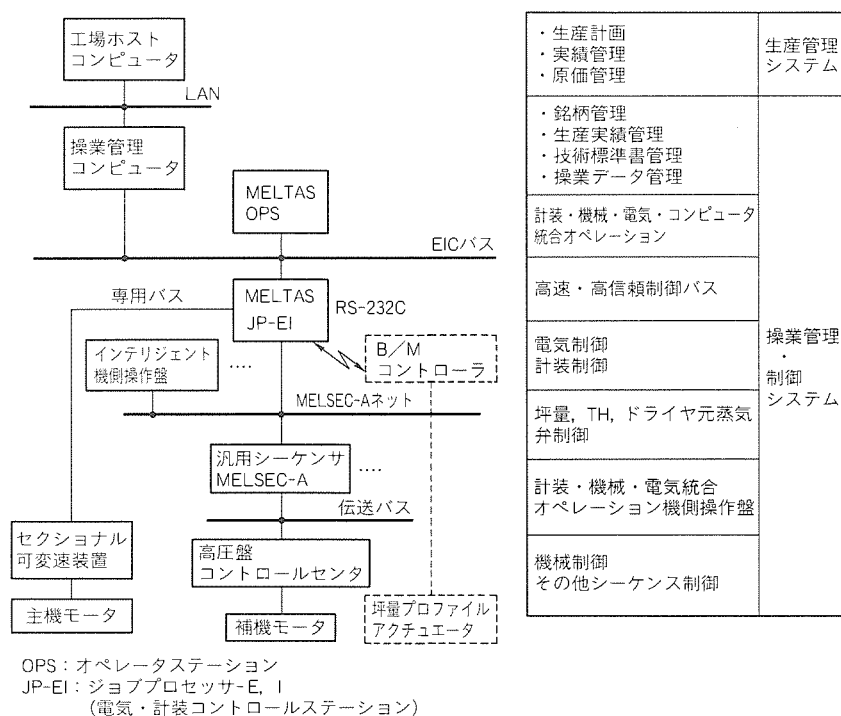 工場ホスト
コンピュータ
LAN
操業管理
コンピュータ
MELTAS
OPS
EICバス
専用バス
MELTAS
JP-EI
RS-232C
インテリジェント
機側操作盤
‥‥
B/M
コントローラ
MELSEC-Aネット
汎用シーケンサ
MELSEC-A
‥‥
伝送バス
セクショナル
可変速装置
高圧盤
コントロールセンタ
主機モータ
補機モータ
坪量プロファイル
アクチュエータ
OPS:オペレータステーション
JP-EI:ジョブプロセッサ-E, I
(電気・計装コントロールステーション)
・生産計画
・実績管理
・原価管理
生産管理
システム
・銘柄管理
・生産実績管理
・技術標準書管理
・操業データ管理
計装・機械・電気・コンピュータ
統合オペレーション
高速・高信頼制御バス
電気制御
計装制御
坪量, TH, ドライヤ元蒸気
弁制御
計装・機械・電気統合
オペレーション機側操作盤
機械制御
その他シーケンス制御
操業管理
・
制御
システム